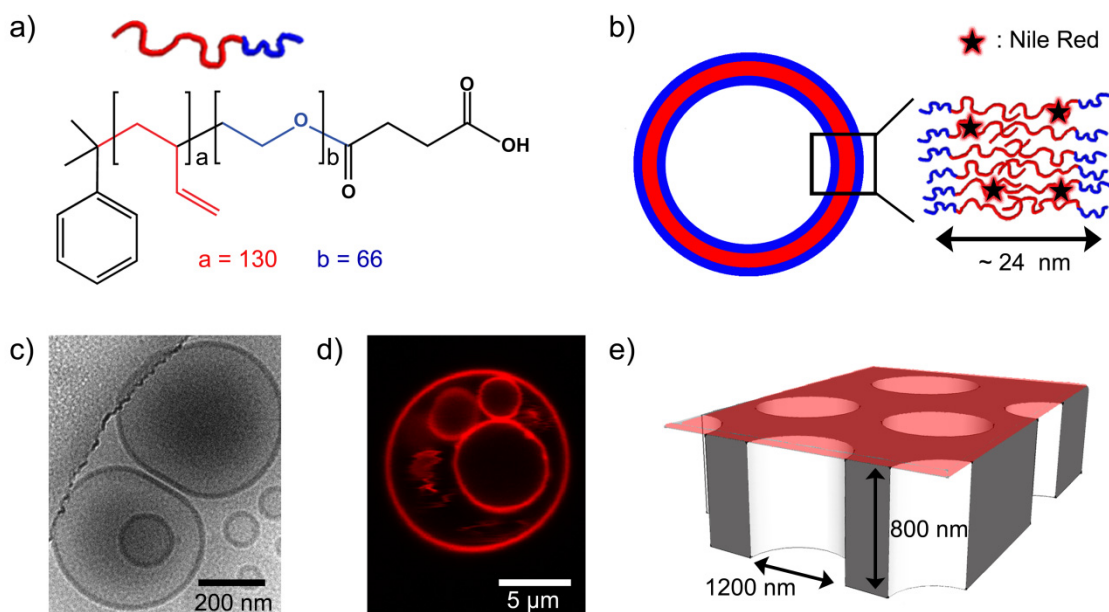 a)
O
O
OH
O
a
b
a = 130 b = 66
b)
: Nile Red
~ 24 nm
c)
200 nm
d)
5 µm
e)
800 nm
1200 nm